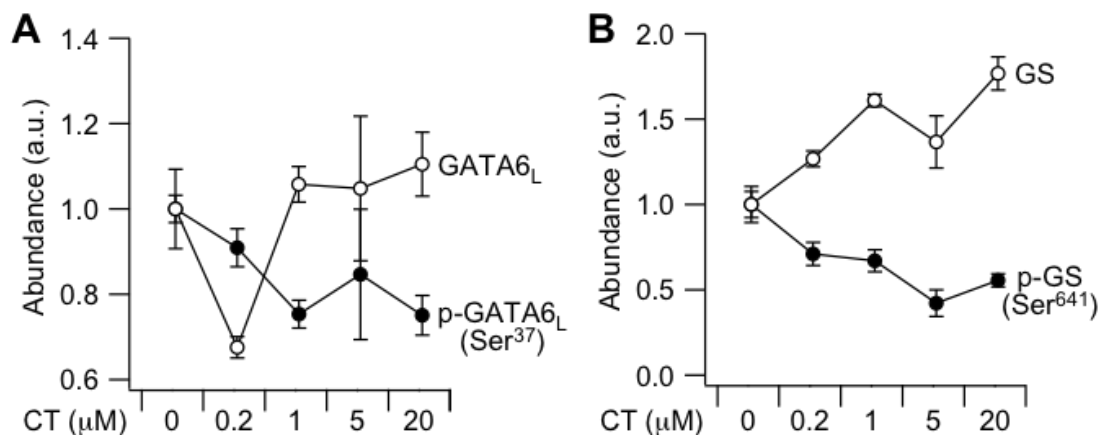 A
Abundance (a.u.)
1.4
1.2
1.0
0.8
0.6
GATA6L
p-GATA6L
(Ser37)
CT (μM) 0 0.2 1 5 20
B
Abundance (a.u.)
2.0
1.5
1.0
0.5
0.0
GS
p-GS
(Ser641)
CT (μM) 0 0.2 1 5 20